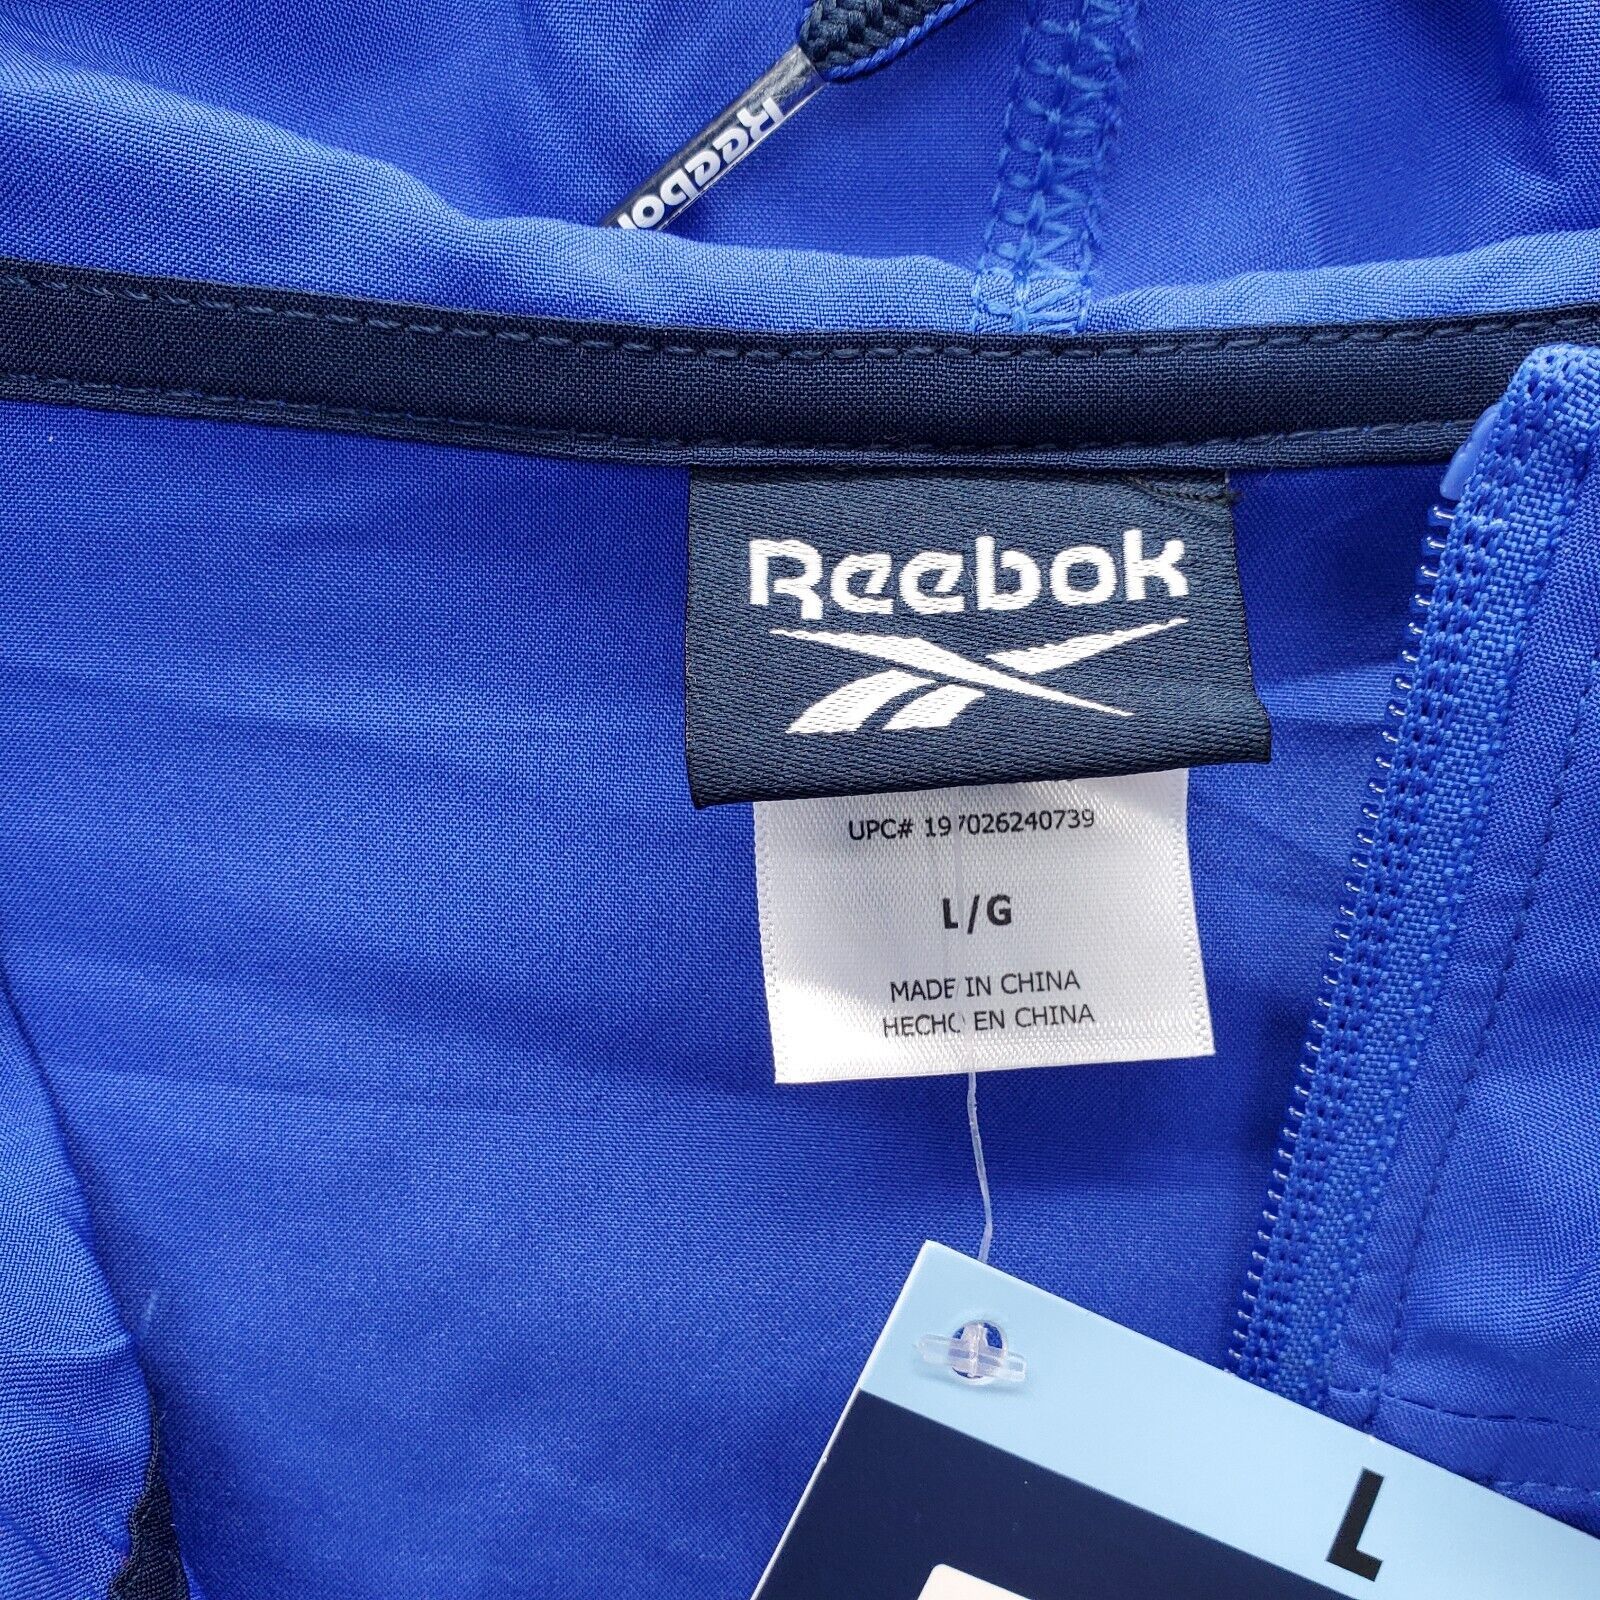 Reebok
Reebok
UPC# 197026240739
L/G
MADE IN CHINA
HECHO EN CHINA
L